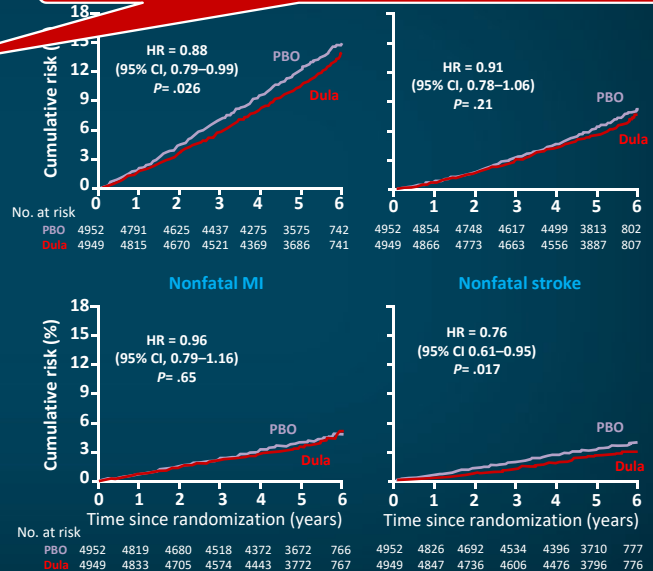 18
15
12
9
6
3
0
Cumulative risk (
HR = 0.88
(95% CI, 0.79–0.99)
P= .026
PBO
Dula
0 1 2 3 4 5 6
HR = 0.91
(95% CI, 0.78–1.06)
P= .21
PBO
Dula
0 1 2 3 4 5 6
No. at risk
PBO 4952 4791 4625 4437 4275 3575 742
Dula 4949 4815 4670 4521 4369 3686 741
4952 4854 4748 4617 4499 3813 802
4949 4866 4773 4663 4556 3887 807
Nonfatal MI
18
15
12
9
6
3
0
Cumulative risk (%)
HR = 0.96
(95% CI, 0.79–1.16)
P= .65
PBO
Dula
0 1 2 3 4 5 6
Time since randomization (years)
Nonfatal stroke
HR = 0.76
(95% CI 0.61–0.95)
P= .017
PBO
Dula
0 1 2 3 4 5 6
Time since randomization (years)
No. at risk
PBO 4952 4819 4680 4518 4372 3672 766
Dula 4949 4833 4705 4574 4443 3772 767
4952 4826 4692 4534 4396 3710 777
4949 4847 4736 4606 4476 3796 776